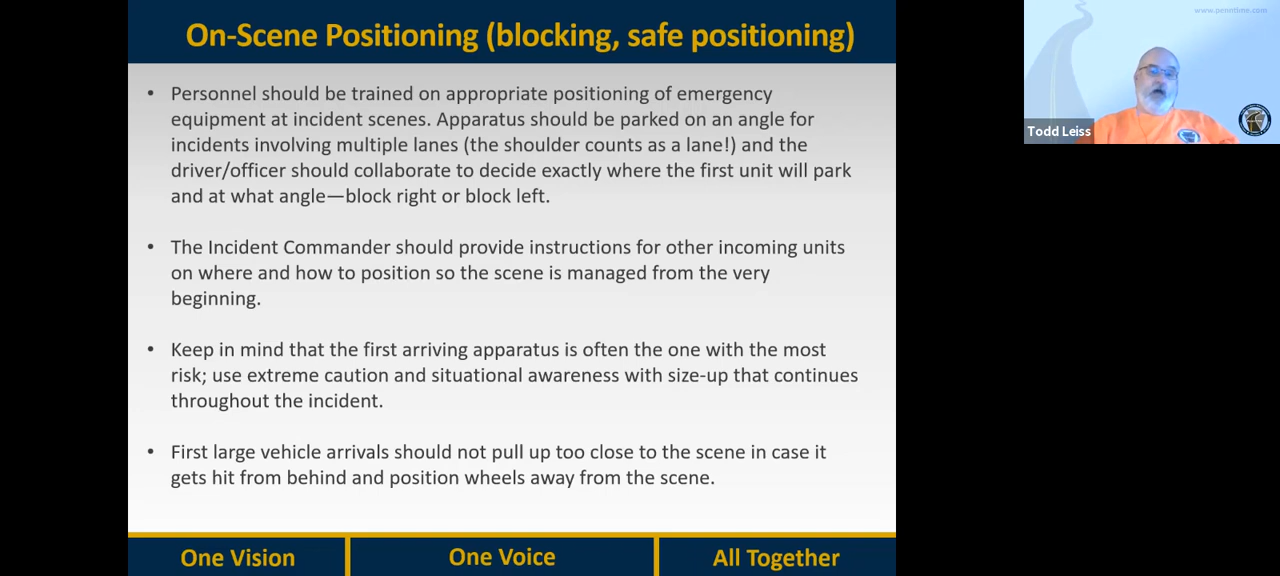 On-Scene Positioning (blocking, safe positioning)
• Personnel should be trained on appropriate positioning of emergency
equipment at incident scenes. Apparatus should be parked on an angle for
incidents involving multiple lanes (the shoulder counts as a lane!) and the
driver/officer should collaborate to decide exactly where the first unit will park
and at what angle—block right or block left.
• The Incident Commander should provide instructions for other incoming units
on where and how to position so the scene is managed from the very
beginning.
• Keep in mind that the first arriving apparatus is often the one with the most
risk; use extreme caution and situational awareness with size-up that continues
throughout the incident.
• First large vehicle arrivals should not pull up too close to the scene in case it
gets hit from behind and position wheels away from the scene.
One Vision
One Voice
All Together
www.penntime.com
Todd Leiss